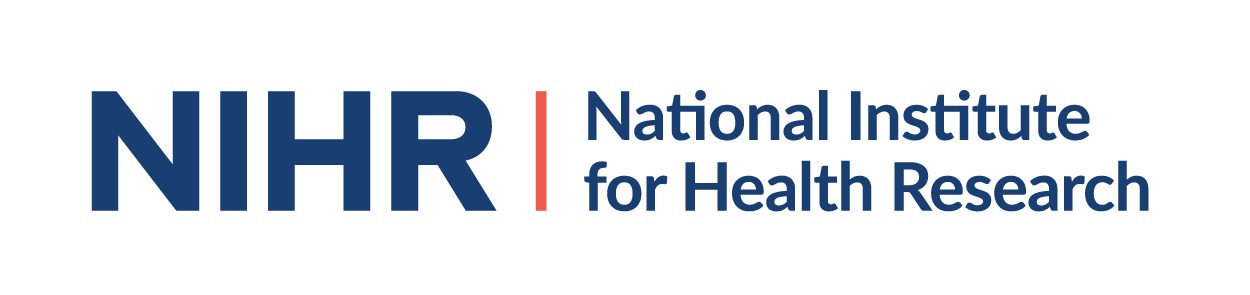 NIHR
National Institute
for Health Research